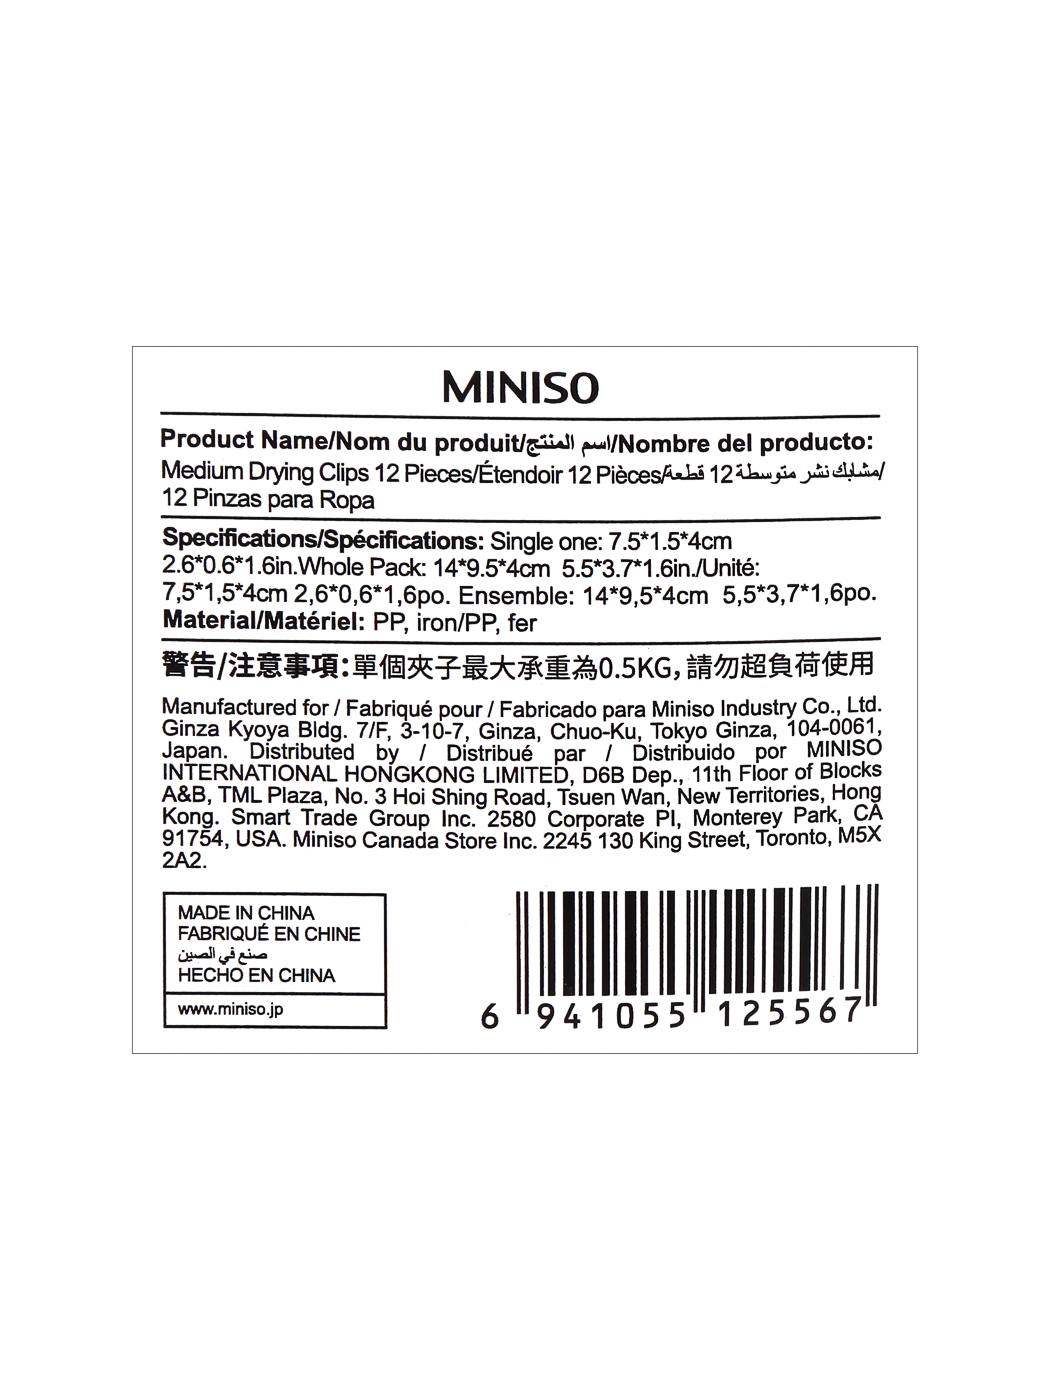 MINISO
Product Name/Nom du produit/اسم المنتج/Nombre del producto:
Medium Drying Clips 12 Pieces/Étendoir 12 Pièces/مشابك نشر متوسطة 12 قطعة/
12 Pinzas para Ropa
Specifications/Spécifications: Single one: 7.5*1.5*4cm
2.6*0.6*1.6in.Whole Pack: 14*9.5*4cm 5.5*3.7*1.6in./Unité:
7,5*1,5*4cm 2,6*0,6*1,6po. Ensemble: 14*9,5*4cm 5,5*3,7*1,6po.
Material/Matériel: PP, iron/PP, fer
警告/注意事項:單個夾子最大承重為0.5KG,請勿超負荷使用
Manufactured for / Fabriqué pour / Fabricado para Miniso Industry Co., Ltd.
Ginza Kyoya Bldg. 7/F, 3-10-7, Ginza, Chuo-Ku, Tokyo Ginza, 104-0061,
Japan. Distributed by / Distribué par / Distribuido por MINISO
INTERNATIONAL HONGKONG LIMITED, D6B Dep., 11th Floor of Blocks
A&B, TML Plaza, No. 3 Hoi Shing Road, Tsuen Wan, New Territories, Hong
Kong. Smart Trade Group Inc. 2580 Corporate Pl, Monterey Park, CA
91754, USA. Miniso Canada Store Inc. 2245 130 King Street, Toronto, M5X
2A2.
MADE IN CHINA
FABRIQUÉ EN CHINE
صنع في الصين
HECHO EN CHINA
www.miniso.jp
6 941055 125567